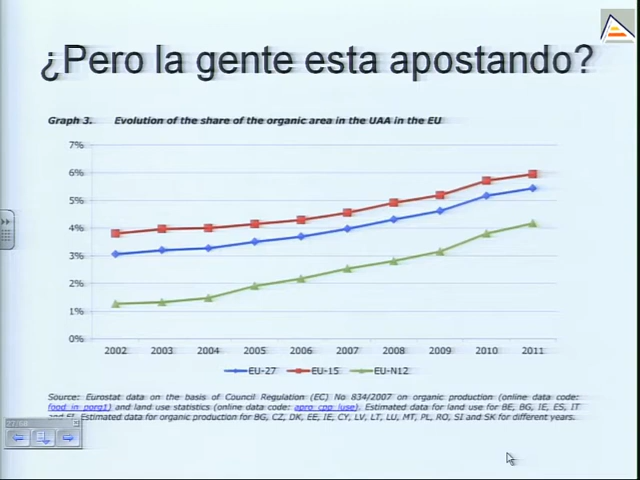 ¿Pero la gente esta apostando?
Graph 3. Evolution of the share of the organic area in the UAA in the EU
7%
6%
5%
4%
3%
2%
1%
0%
2002 2003 2004 2005 2006 2007 2008 2009 2010 2011
EU-27 EU-15 EU-N12
Source: Eurostat data on the basis of Council Regulation (EC) No 834/2007 on organic production (online data code:
food_in_porg1) and land use statistics (online data code: apro_cpp_luse). Estimated data for land use for BE, BG, IE, ES, IT
Estimated data for organic production for BG, CZ, DK, EE, IE, CY, LV, LT, LU, MT, PL, RO, SI and SK for different years.